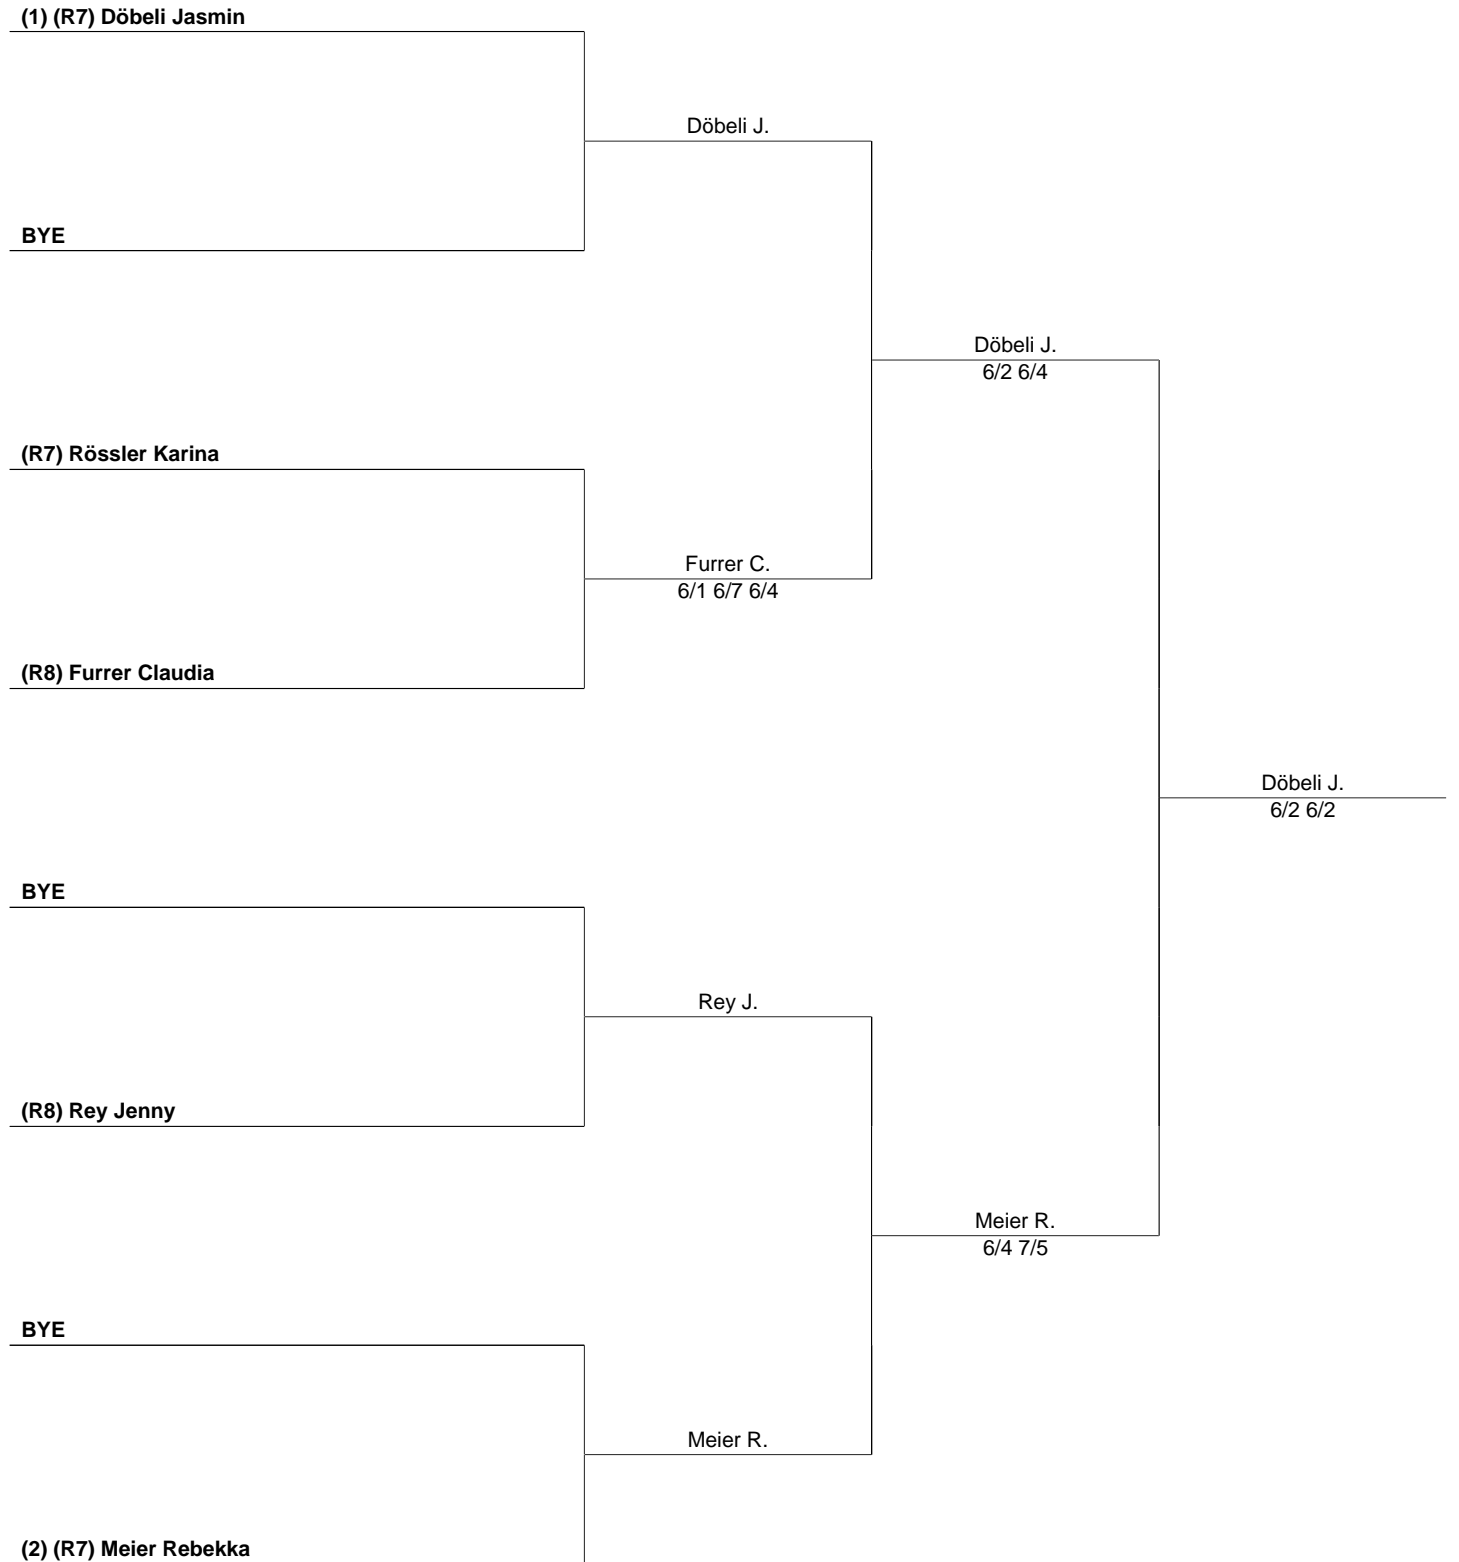 (1) (R7) Döbeli Jasmin
Döbeli J.
BYE
Döbeli J.
6/2 6/4
(R7) Rössler Karina
Furrer C.
6/1 6/7 6/4
(R8) Furrer Claudia
Döbeli J.
6/2 6/2
BYE
Rey J.
(R8) Rey Jenny
Meier R.
6/4 7/5
BYE
Meier R.
(2) (R7) Meier Rebekka